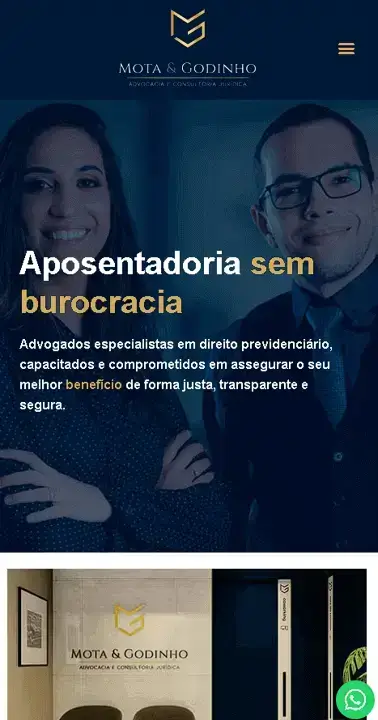 MOTA & GODINHO
ADVOCACIA E CONSULTORIA JURÍDICA
Aposentadoria sem
burocracia
Advogados especialistas em direito previdenciário,
capacitados e comprometidos em assegurar o seu
melhor benefício de forma justa, transparente e
segura.
MOTA & GODINHO
ADVOCACIA E CONSULTORIA JURÍDICA